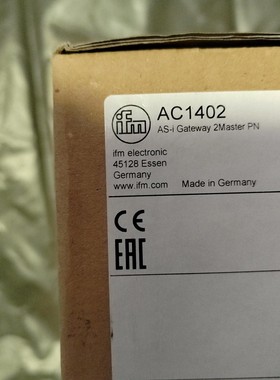 ifm
AC1402
AS-i Gateway 2Master PN
ifm electronic
45128 Essen
Germany
www.ifm.com
Made in Germany
CE
EAC